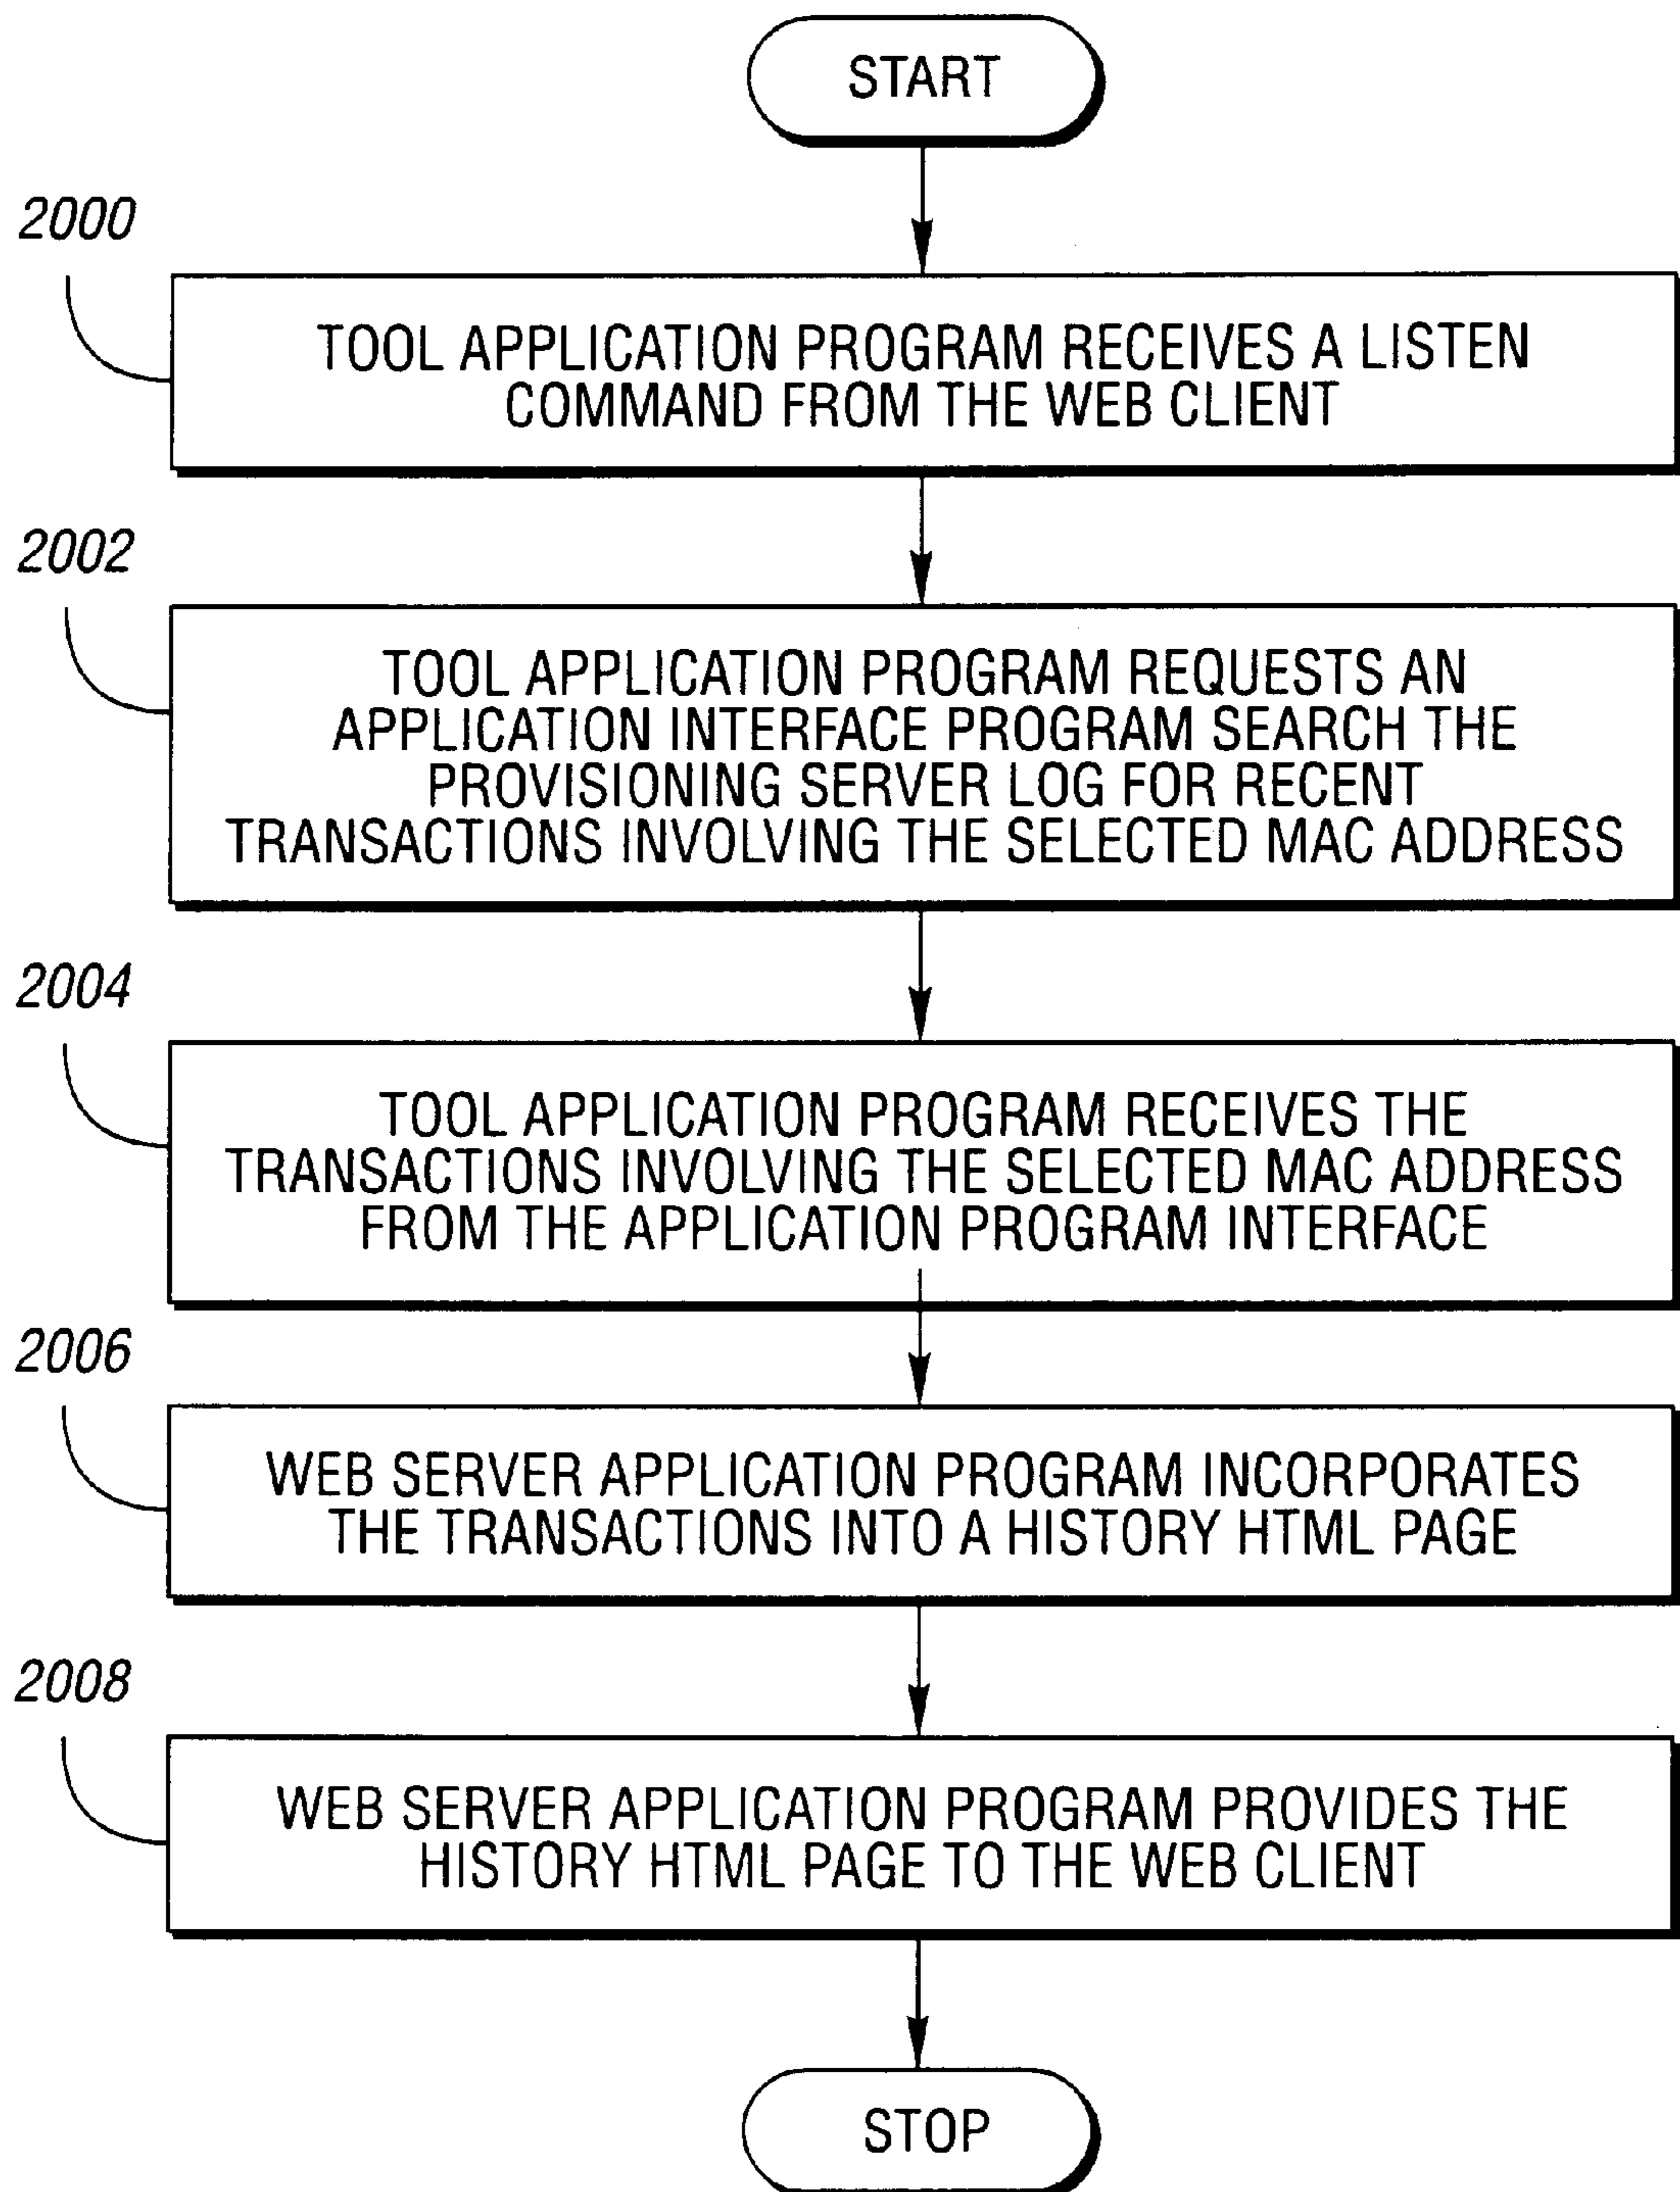 START
2000
TOOL APPLICATION PROGRAM RECEIVES A LISTEN
COMMAND FROM THE WEB CLIENT
2002
TOOL APPLICATION PROGRAM REQUESTS AN
APPLICATION INTERFACE PROGRAM SEARCH THE
PROVISIONING SERVER LOG FOR RECENT
TRANSACTIONS INVOLVING THE SELECTED MAC ADDRESS
2004
TOOL APPLICATION PROGRAM RECEIVES THE
TRANSACTIONS INVOLVING THE SELECTED MAC ADDRESS
FROM THE APPLICATION PROGRAM INTERFACE
2006
WEB SERVER APPLICATION PROGRAM INCORPORATES
THE TRANSACTIONS INTO A HISTORY HTML PAGE
2008
WEB SERVER APPLICATION PROGRAM PROVIDES THE
HISTORY HTML PAGE TO THE WEB CLIENT
STOP